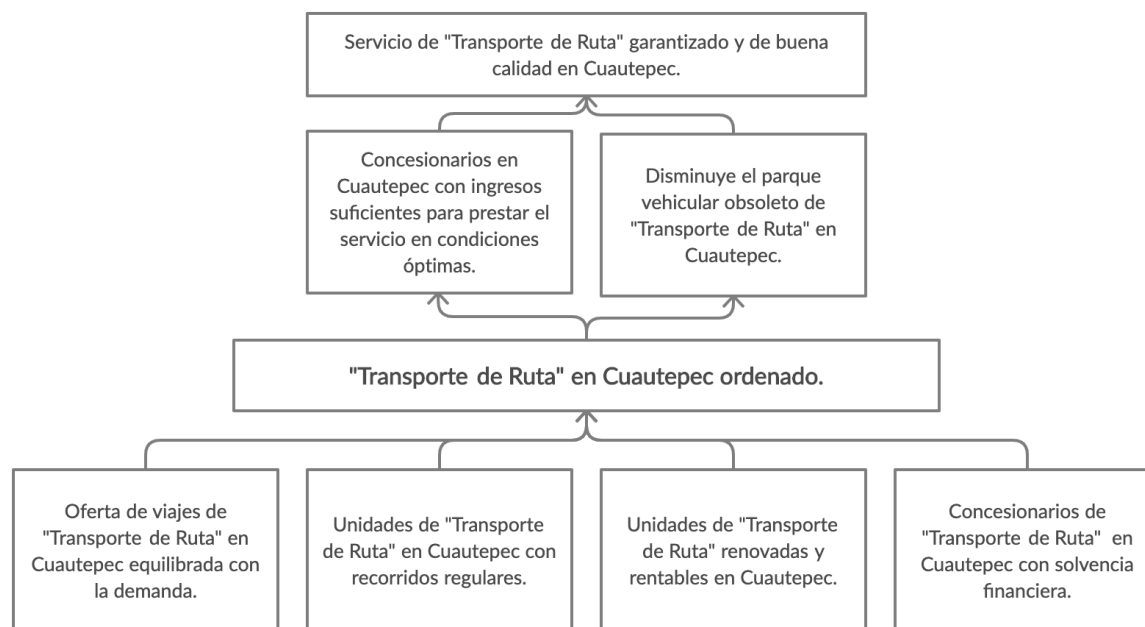 Servicio de "Transporte de Ruta" garantizado y de buena
calidad en Cuautepec.
Concesionarios en
Cuautepec con ingresos
suficientes para prestar el
servicio en condiciones
óptimas.
Disminuye el parque
vehicular obsoleto de
"Transporte de Ruta" en
Cuautepec.
"Transporte de Ruta" en Cuautepec ordenado.
Oferta de viajes de
"Transporte de Ruta" en
Cuautepec equilibrada con
la demanda.
Unidades de "Transporte
de Ruta" en Cuautepec con
recorridos regulares.
Unidades de "Transporte
de Ruta" renovadas y
rentables en Cuautepec.
Concesionarios de
"Transporte de Ruta" en
Cuautepec con solvencia
financiera.